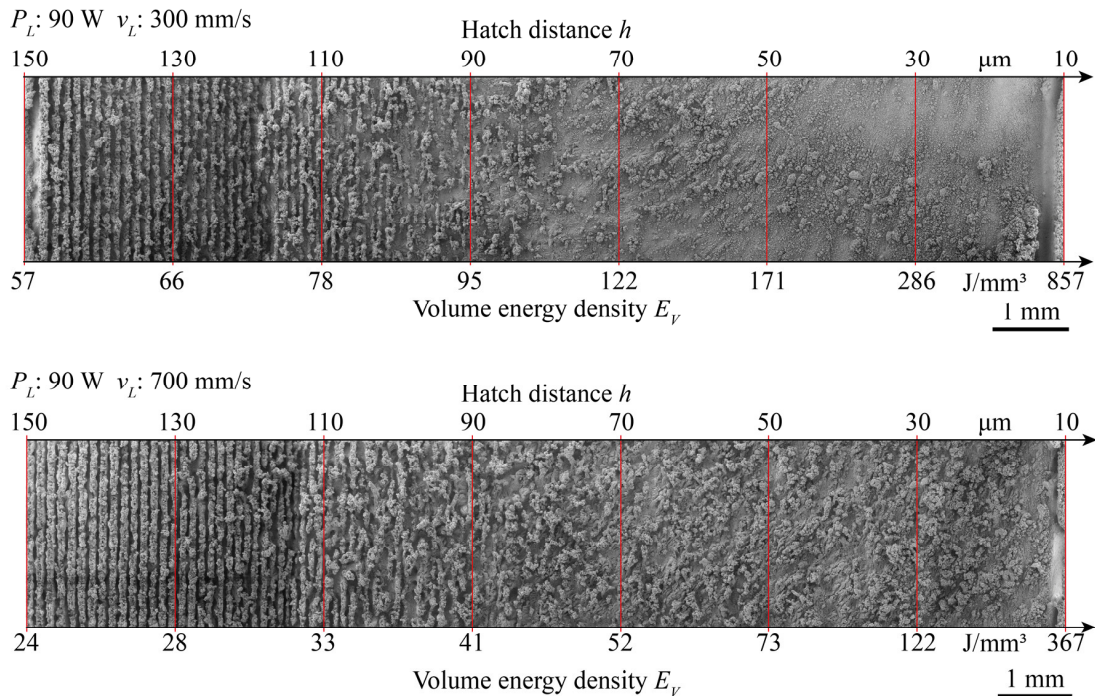 P_L: 90 W v_L: 300 mm/s
Hatch distance h
150 130 110 90 70 50 30 µm 10
57 66 78 95 122 171 286 J/mm³ 857
Volume energy density E_V
1 mm
P_L: 90 W v_L: 700 mm/s
Hatch distance h
150 130 110 90 70 50 30 µm 10
24 28 33 41 52 73 122 J/mm³ 367
Volume energy density E_V
1 mm